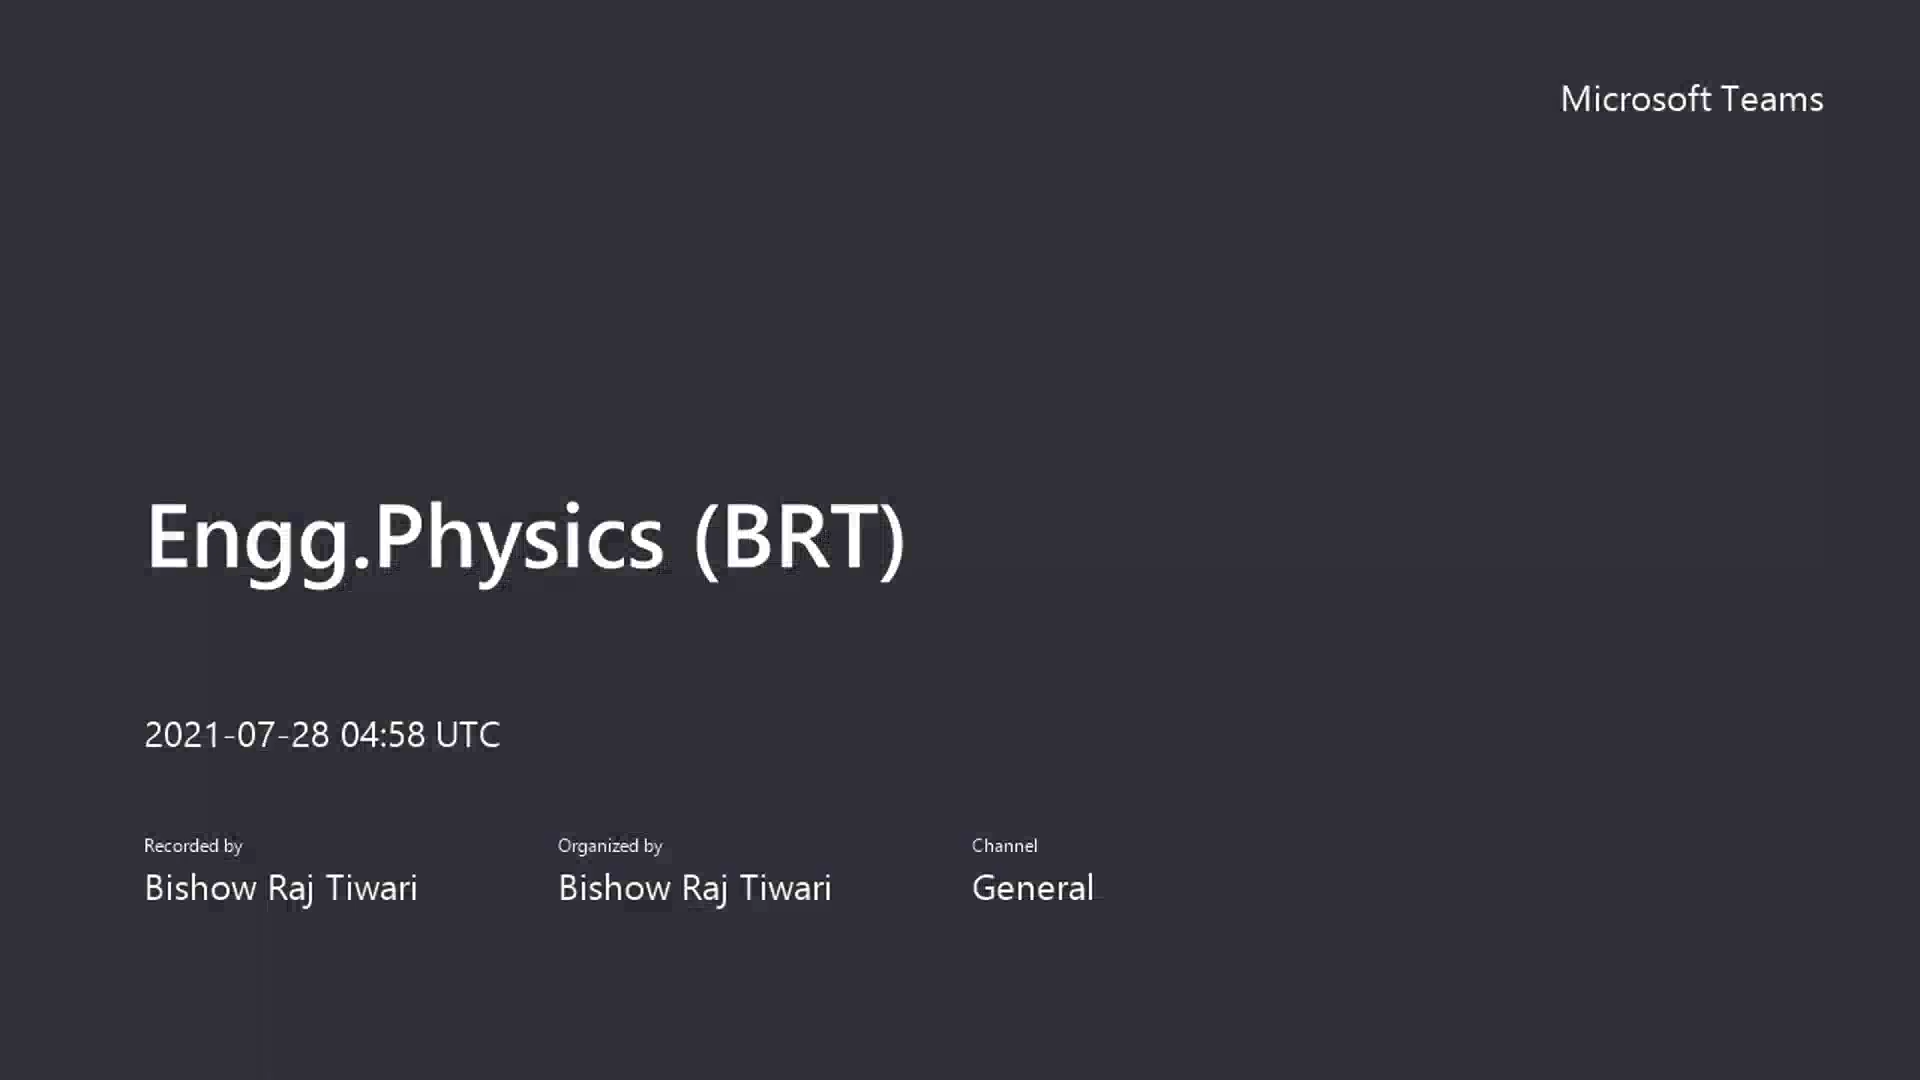 Microsoft Teams
Engg.Physics (BRT)
2021-07-28 04:58 UTC
Recorded by
Bishow Raj Tiwari
Organized by
Bishow Raj Tiwari
Channel
General